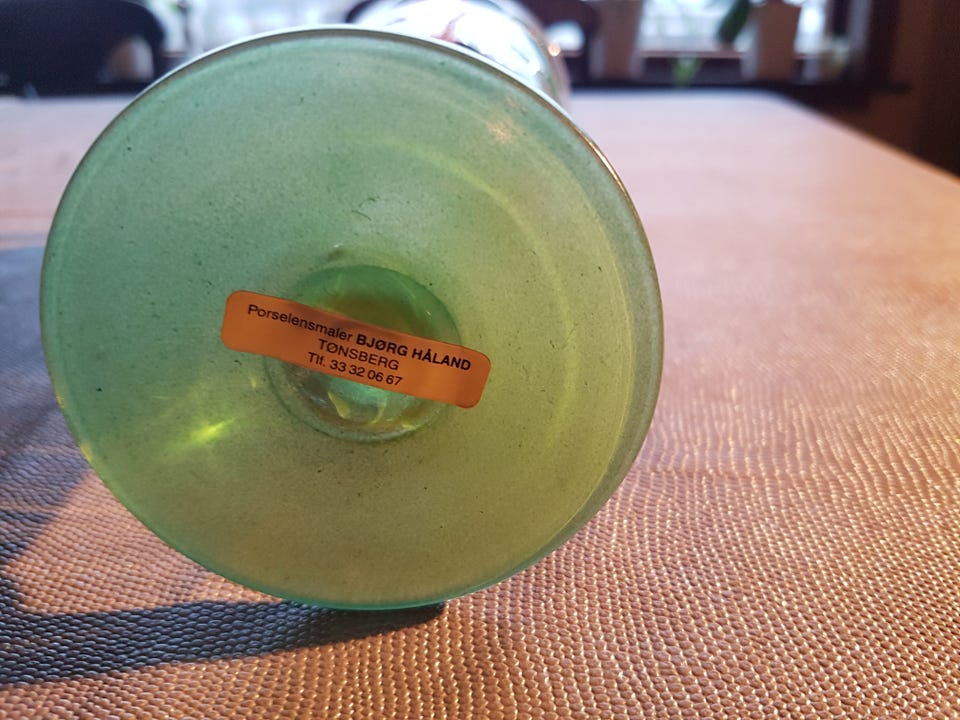 Porselensmaler BJØRG HÅLAND
TØNSBERG
Tlf. 33 32 06 67